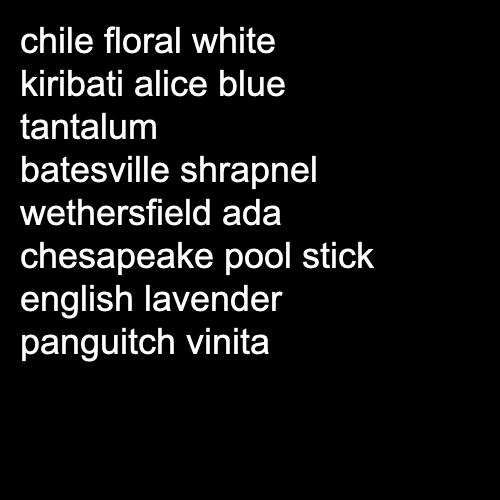 chile floral white
kiribati alice blue
tantalum
batesville shrapnel
wethersfield ada
chesapeake pool stick
english lavender
panguitch vinita